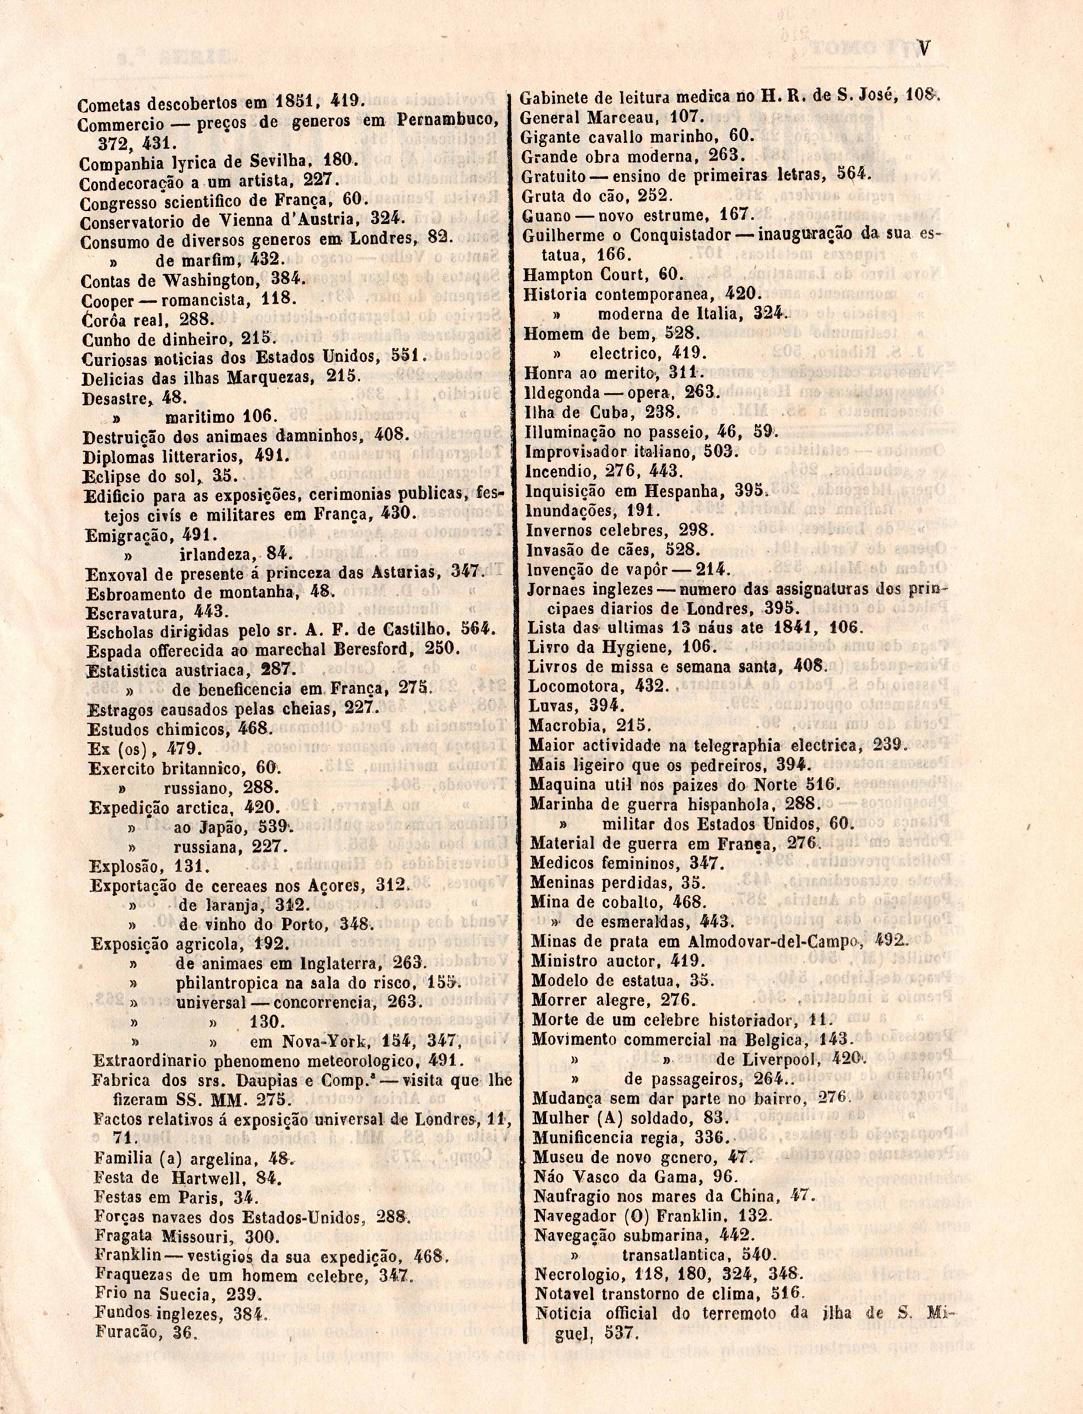 V
Cometas descobertos em 1851, 419.
Commercio — preços de generos em Pernambuco,
372, 431.
Companhia lyrica de Sevilha, 180.
Condecoração a um artista, 227.
Congresso scientifico de França, 60.
Conservatorio de Vienna d'Austria, 324.
Consumo de diversos generos em Londres, 82.
» de marfim, 432.
Contas de Washington, 384.
Cooper — romancista, 118.
Corôa real, 288.
Cunho de dinheiro, 215.
Curiosas noticias dos Estados Unidos, 551.
Delicias das ilhas Marquezas, 215.
Desastre, 48.
» maritimo 106.
Destruição dos animaes damninhos, 408.
Diplomas litterarios, 491.
Eclipse do sol, 35.
Edificio para as exposições, cerimonias publicas, fes-
tejos civís e militares em França, 430.
Emigração, 491.
» irlandeza, 84.
Enxoval de presente á princeza das Asturias, 347.
Esbroamento de montanha, 48.
Escravatura, 443.
Escholas dirigidas pelo sr. A. F. de Castilho, 564.
Espada offerecida ao marechal Beresford, 250.
Estatistica austriaca, 287.
» de beneficencia em França, 275.
Estragos causados pelas cheias, 227.
Estudos chimicos, 468.
Ex (os), 479.
Exercito britannico, 60.
» russiano, 288.
Expedição arctica, 420.
» ao Japão, 539.
» russiana, 227.
Explosão, 131.
Exportação de cereaes nos Açores, 312.
» de laranja, 312.
» de vinho do Porto, 348.
Exposição agricola, 192.
» de animaes em Inglaterra, 263.
» philantropica na sala do risco, 155.
» universal — concorrencia, 263.
» » 130.
» » em Nova-York, 154, 347,
Extraordinario phenomeno meteorologico, 491.
Fabrica dos srs. Daupias e Comp.ª — visita que lhe
fizeram SS. MM. 275.
Factos relativos á exposição universal de Londres, 11,
71.
Familia (a) argelina, 48.
Festa de Hartwell, 84.
Festas em Paris, 34.
Forças navaes dos Estados-Unidos, 288.
Fragata Missouri, 300.
Franklin — vestigios da sua expedição, 468.
Fraquezas de um homem celebre, 347.
Frio na Suecia, 239.
Fundos inglezes, 384.
Furacão, 36.
Gabinete de leitura medica no H. R. de S. José, 108.
General Marceau, 107.
Gigante cavallo marinho, 60.
Grande obra moderna, 263.
Gratuito — ensino de primeiras letras, 564.
Gruta do cão, 252.
Guano — novo estrume, 167.
Guilherme o Conquistador — inauguração da sua es-
tatua, 166.
Hampton Court, 60.
Historia contemporanea, 420.
» moderna de Italia, 324.
Homem de bem, 528.
» electrico, 419.
Honra ao merito, 311.
Ildegonda — opera, 263.
Ilha de Cuba, 238.
Illuminação no passeio, 46, 59.
Improvisador italiano, 503.
Incendio, 276, 443.
Inquisição em Hespanha, 395.
Inundações, 191.
Invernos celebres, 298.
Invasão de cães, 528.
Invenção de vapôr — 214.
Jornaes inglezes — numero das assignaturas dos prin-
cipaes diarios de Londres, 395.
Lista das ultimas 13 náus ate 1841, 106.
Livro da Hygiene, 106.
Livros de missa e semana santa, 408.
Locomotora, 432.
Luvas, 394.
Macrobia, 215.
Maior actividade na telegraphia electrica, 239.
Mais ligeiro que os pedreiros, 394.
Maquina util nos paizes do Norte 516.
Marinha de guerra hispanhola, 288.
» militar dos Estados Unidos, 60.
Material de guerra em França, 276.
Medicos femininos, 347.
Meninas perdidas, 35.
Mina de cobalto, 468.
» de esmeraldas, 443.
Minas de prata em Almodovar-del-Campo, 492.
Ministro auctor, 419.
Modelo de estatua, 35.
Morrer alegre, 276.
Morte de um celebre historiador, 11.
Movimento commercial na Belgica, 143.
» » de Liverpool, 420.
» de passageiros, 264..
Mudança sem dar parte no bairro, 276.
Mulher (A) soldado, 83.
Munificencia regia, 336.
Museu de novo genero, 47.
Náo Vasco da Gama, 96.
Naufragio nos mares da China, 47.
Navegador (O) Franklin, 132.
Navegação submarina, 442.
» transatlantica, 540.
Necrologio, 118, 180, 324, 348.
Notavel transtorno de clima, 516.
Noticia official do terremoto da ilha de S. Mi-
guel, 537.